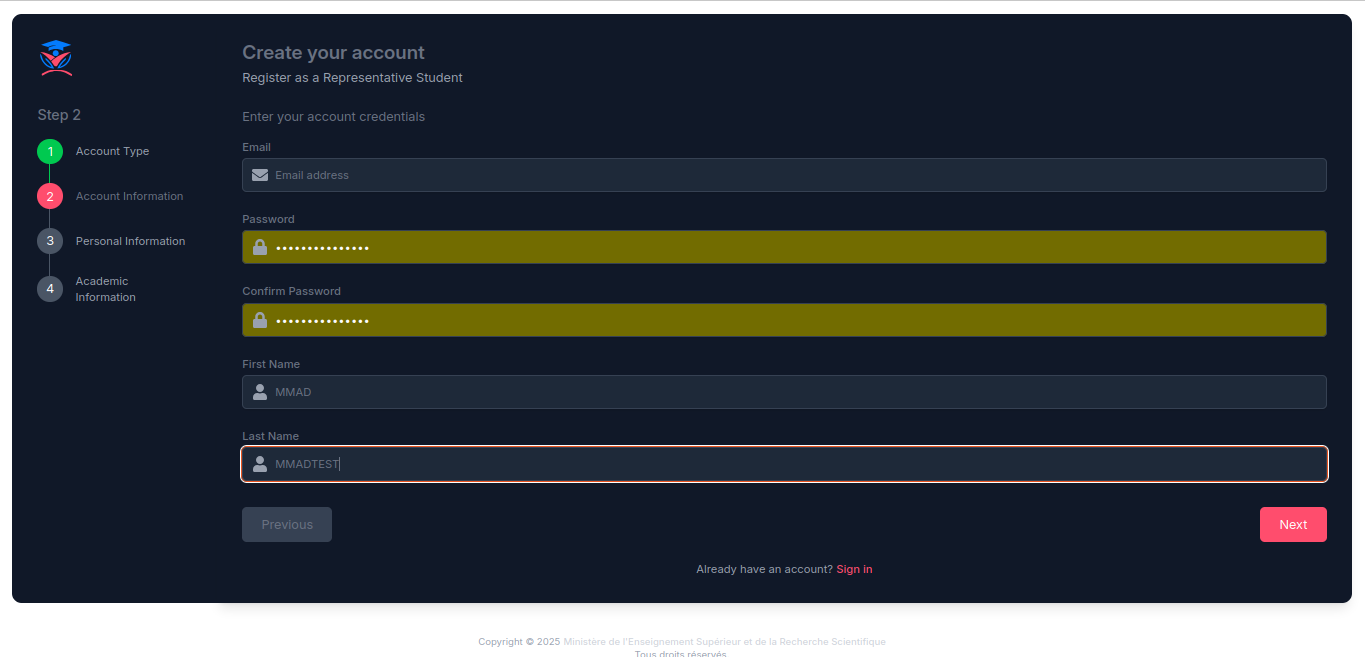 Create your account
Register as a Representative Student
Step 2
1 Account Type
2 Account Information
3 Personal Information
4 Academic
Information
Enter your account credentials
Email
Email address
Password
•••••••••••••••
Confirm Password
•••••••••••••••
First Name
MMAD
Last Name
MMADTEST
Previous
Next
Already have an account? Sign in
Copyright © 2025 Ministère de l'Enseignement Supérieur et de la Recherche Scientifique
Tous droits réservés